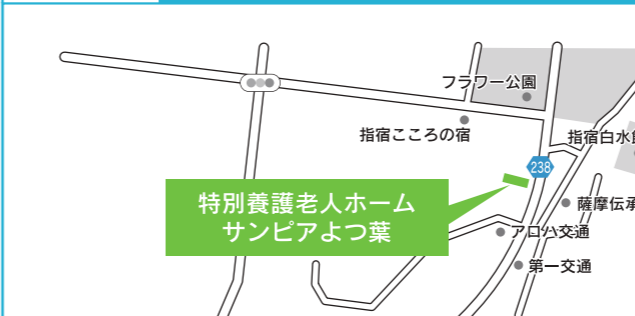 フラワー公園
指宿こころの宿
指宿白水館
238
特別養護老人ホーム
サンピアよつ葉
薩摩伝承
アロハ交通
第一交通